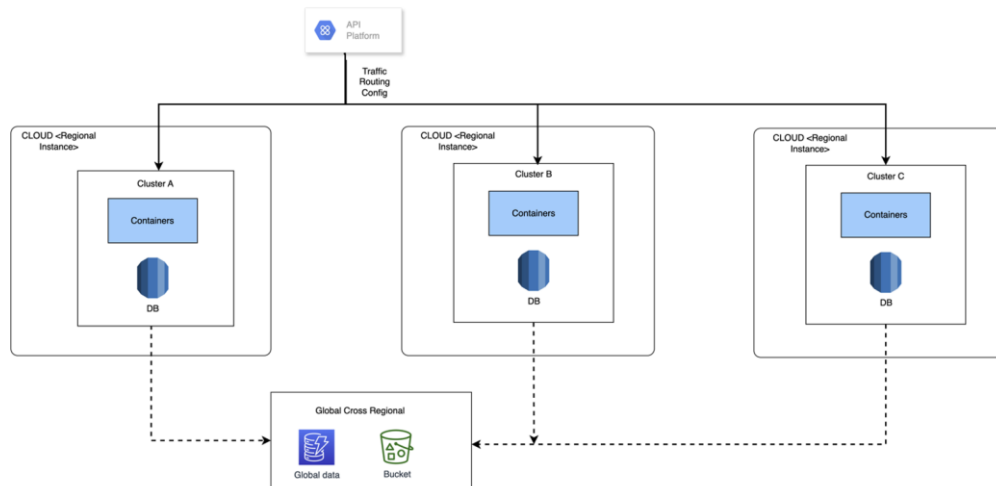 API
Platform
Traffic
Routing
Config
CLOUD <Regional
Instance>
Cluster A
Containers
DB
CLOUD <Regional
Instance>
Cluster B
Containers
DB
CLOUD <Regional
Instance>
Cluster C
Containers
DB
Global Cross Regional
Global data
Bucket